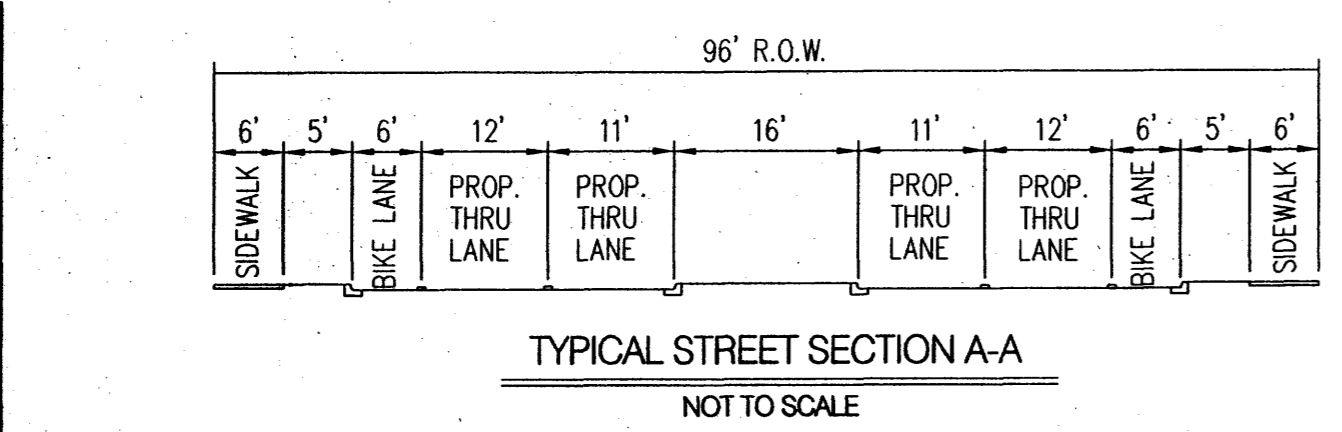 96' R.O.W.
6' 5' 6' 12' 11' 16' 11' 12' 6' 5' 6'
SIDEWALK
BIKE LANE
PROP.
THRU
LANE
PROP.
THRU
LANE
PROP.
THRU
LANE
PROP.
THRU
LANE
BIKE LANE
SIDEWALK
TYPICAL STREET SECTION A-A
NOT TO SCALE